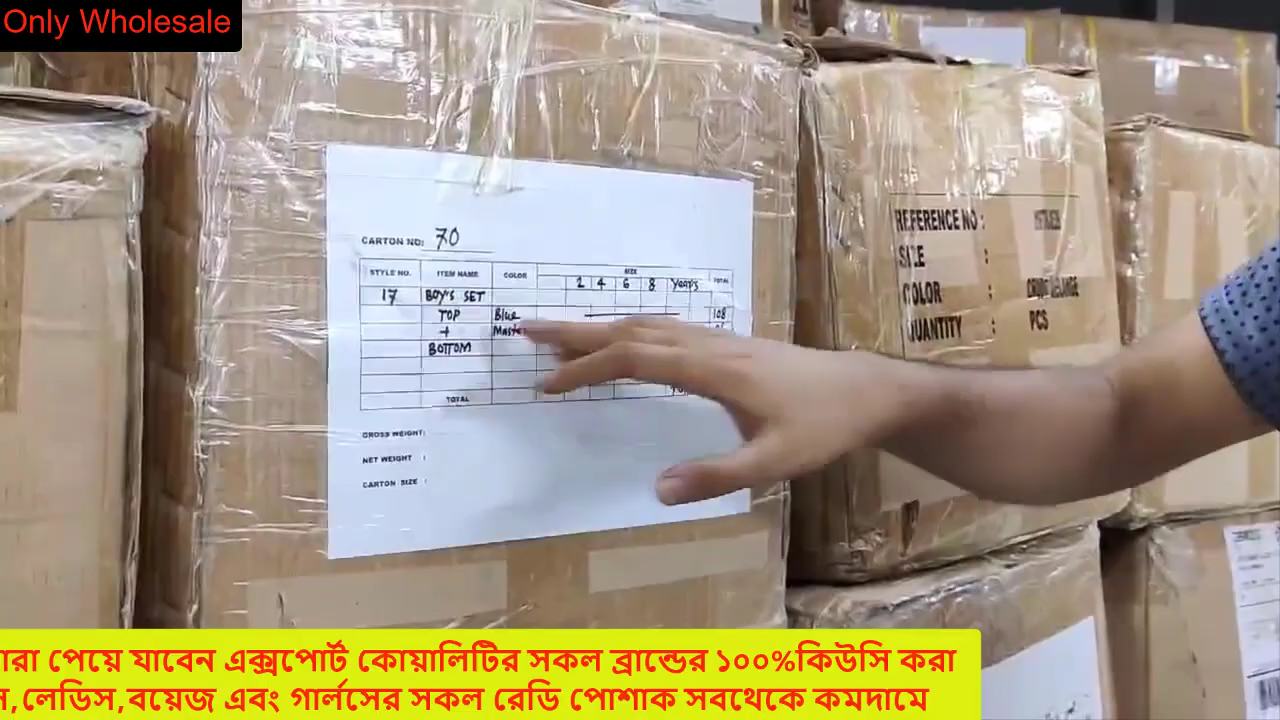 Only Wholesale
CARTON NO: 70
STYLE NO. ITEM NAME COLOR SIZE TOTAL
2 4 6 8 Years
17 BOY'S SET
TOP Blue 108
+
BOTTOM
TOTAL
GROSS WEIGHT:
NET WEIGHT :
CARTON SIZE :
REFERENCE NO :
COLOR :
QUANTITY : PCS
পেয়ে যাবেন এক্সপোর্ট কোয়ালিটির সকল ব্রান্ডের ১০০%কিউসি করা
,লেডিস,বয়েজ এবং গার্লসের সকল রেডি পোশাক সবথেকে কমদামে